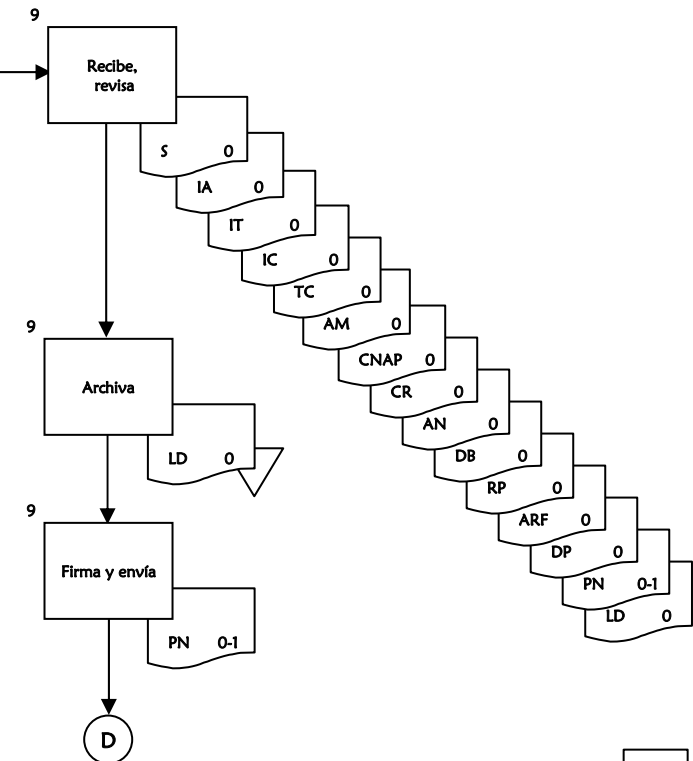 9
Recibe,
revisa
S 0
IA 0
IT 0
IC 0
TC 0
AM 0
CNAP 0
CR 0
AN 0
DB 0
RP 0
ARF 0
DP 0
PN 0-1
LD 0
9
Archiva
LD 0
9
Firma y envía
PN 0-1
D